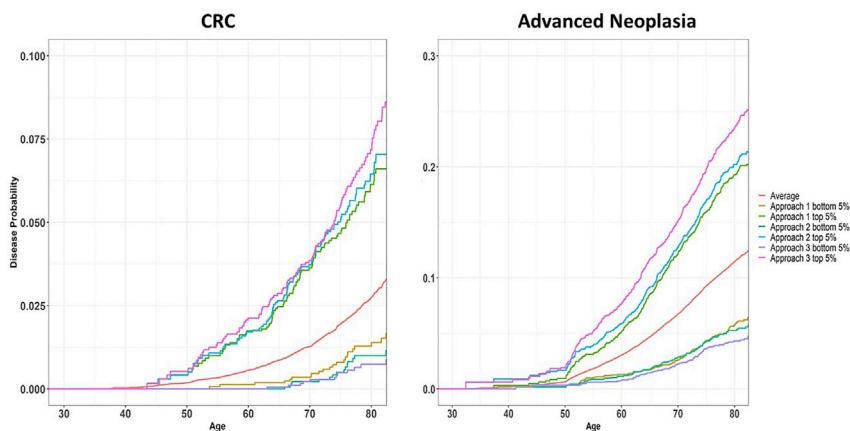 CRC
Advanced Neoplasia
0.100
0.075
0.050
0.025
0.000
Disease Probability
30 40 50 60 70 80
Age
0.3
0.2
0.1
0.0
30 40 50 60 70 80
Age
Average
Approach 1 bottom 5%
Approach 1 top 5%
Approach 2 bottom 5%
Approach 2 top 5%
Approach 3 bottom 5%
Approach 3 top 5%